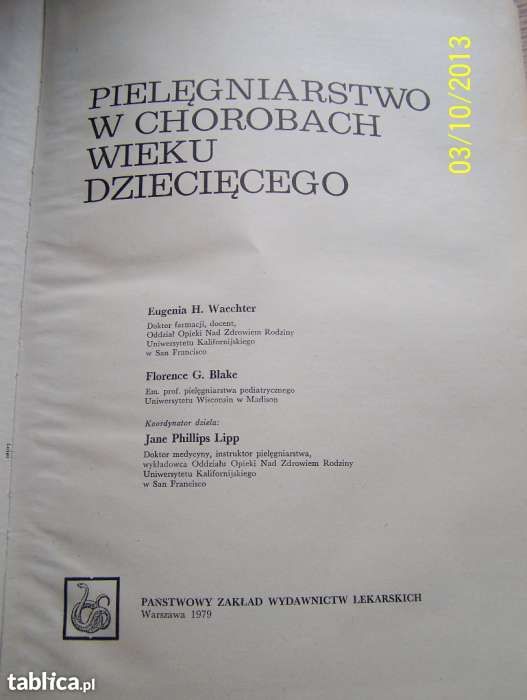 PIELĘGNIARSTWO
W CHOROBACH
WIEKU
DZIECIĘCEGO
03/10/2013
Eugenia H. Waechter
Doktor farmacji, docent,
Oddział Opieki Nad Zdrowiem Rodziny
Uniwersytetu Kalifornijskiego
w San Francisco
Florence G. Blake
Em. prof. pielęgniarstwa pediatrycznego
Uniwersytetu Wisconsin w Madison
Koordynator dzieła:
Jane Phillips Lipp
Doktor medycyny, instruktor pielęgniarstwa,
wykładowca Oddziału Opieki Nad Zdrowiem Rodziny
Uniwersytetu Kalifornijskiego
w San Francisco
PAŃSTWOWY ZAKŁAD WYDAWNICTW LEKARSKICH
Warszawa 1979
tablica.pl